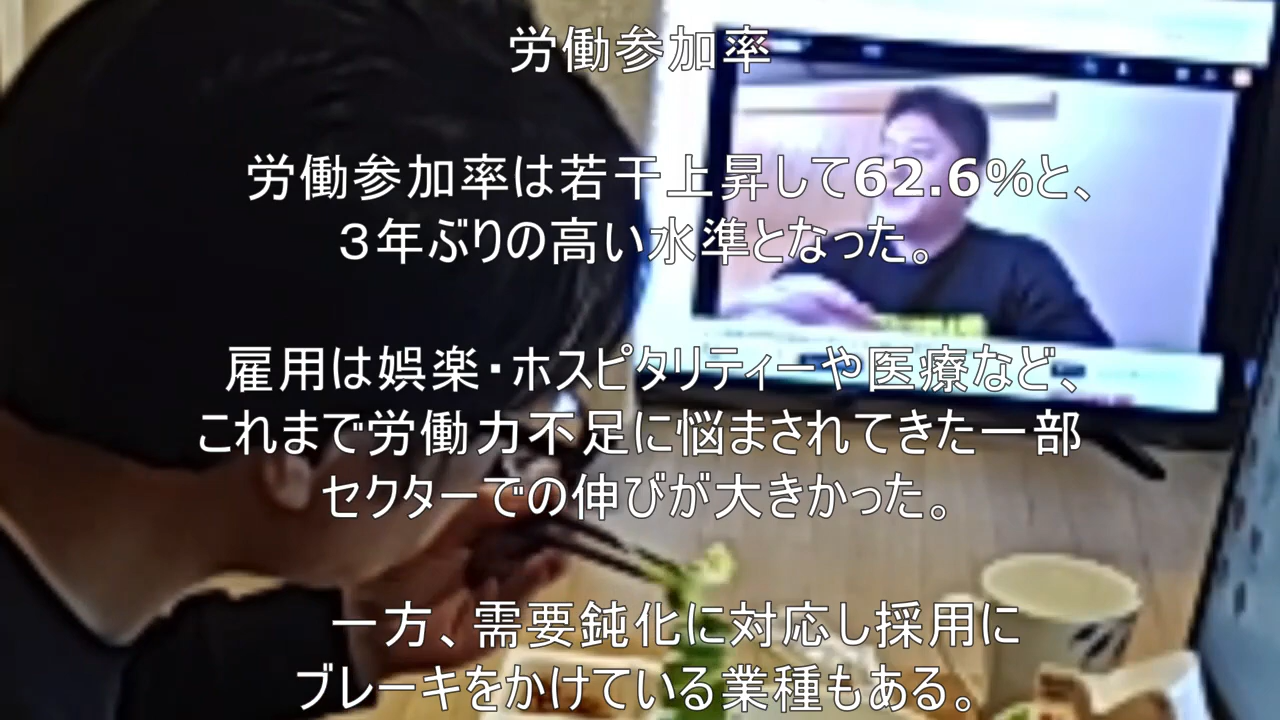 労働参加率
労働参加率は若干上昇して62.6%と、
３年ぶりの高い水準となった。
雇用は娯楽・ホスピタリティーや医療など、
これまで労働力不足に悩まされてきた一部
セクターでの伸びが大きかった。
一方、需要鈍化に対応し採用に
ブレーキをかけている業種もある。